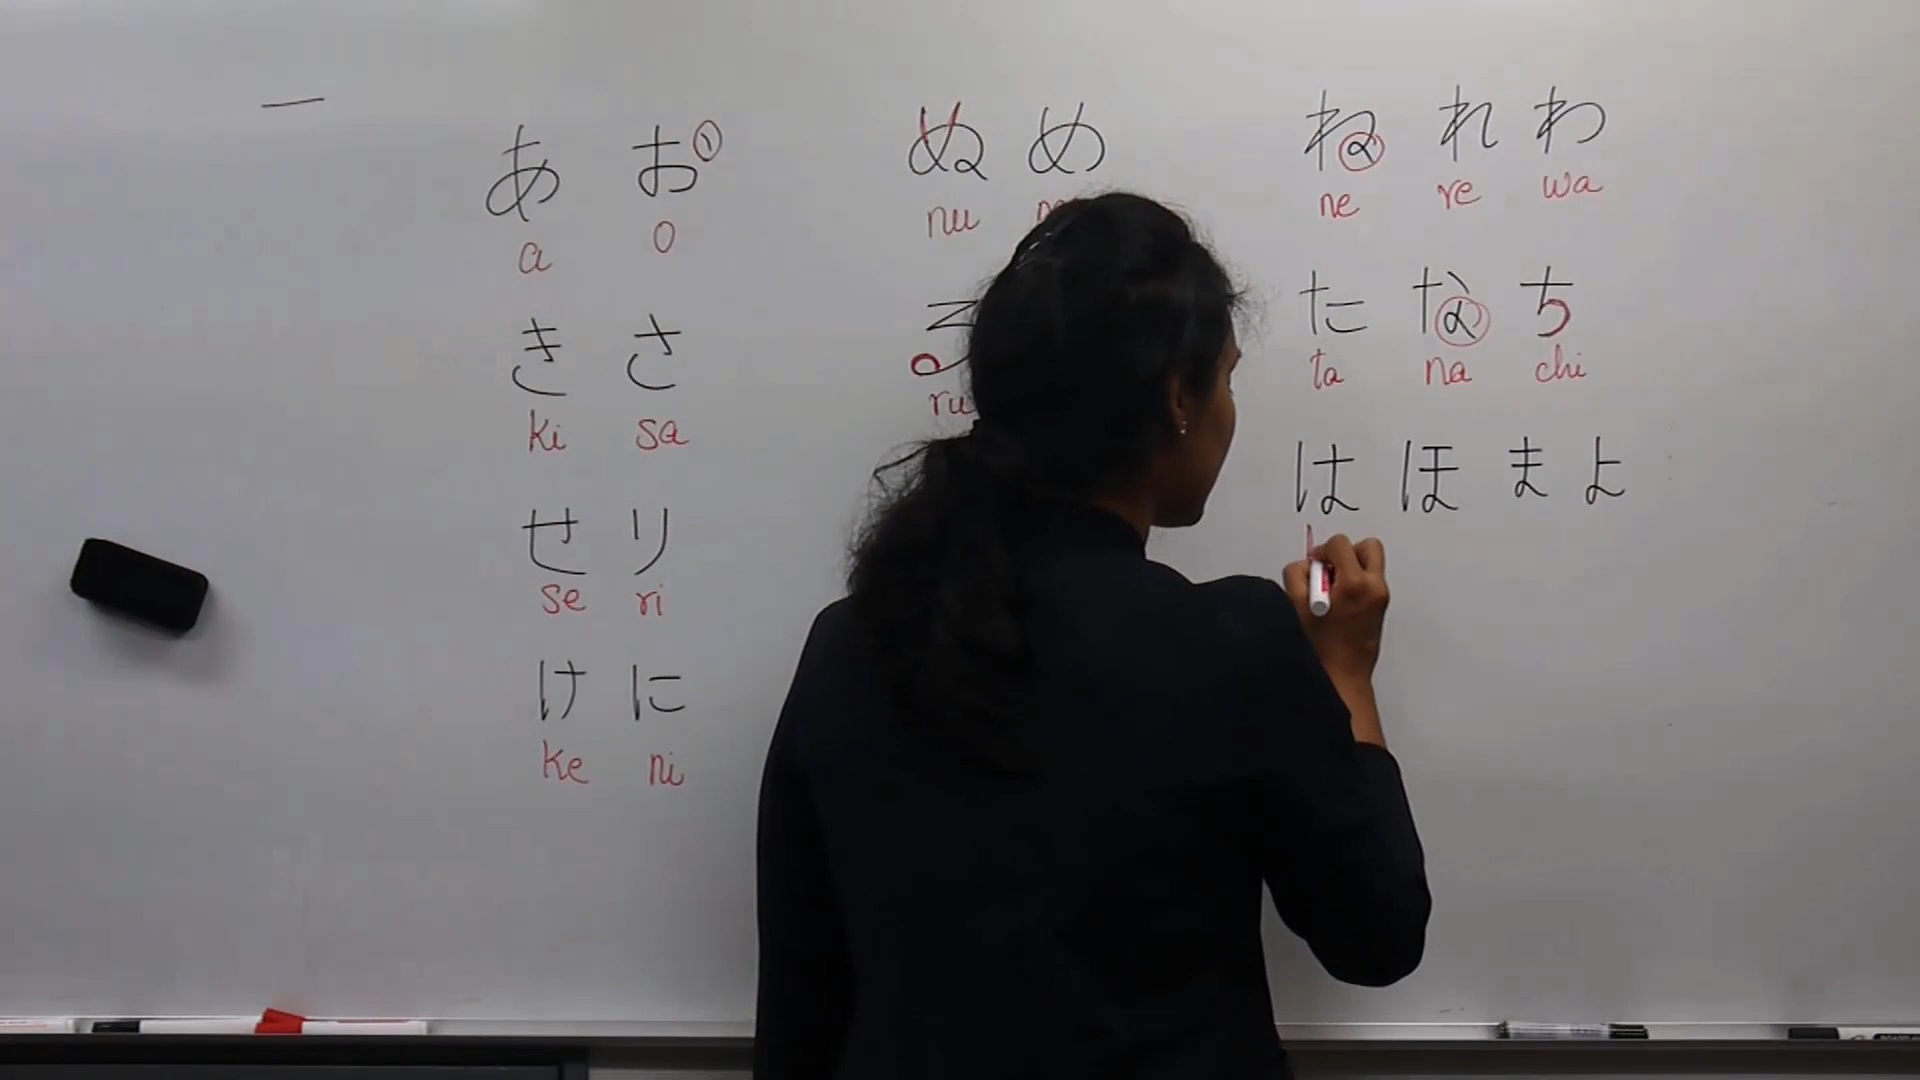 一
あ お ①
a o
き さ
ki sa
せ り
se ri
け に
ke ni
ぬ め
nu
ru
ね れ わ
ne re wa
た な ち
ta na chi
は ほ ま よ